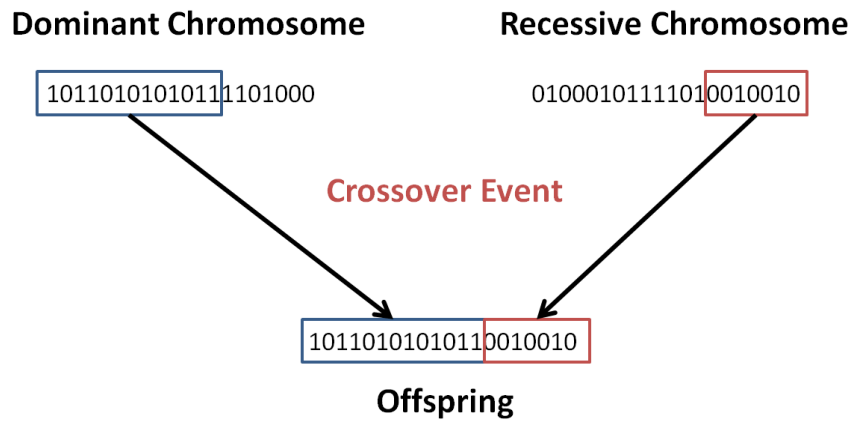 Dominant Chromosome Recessive Chromosome
10110101010111101000 01000101111010010010
Crossover Event
10110101010110010010
Offspring